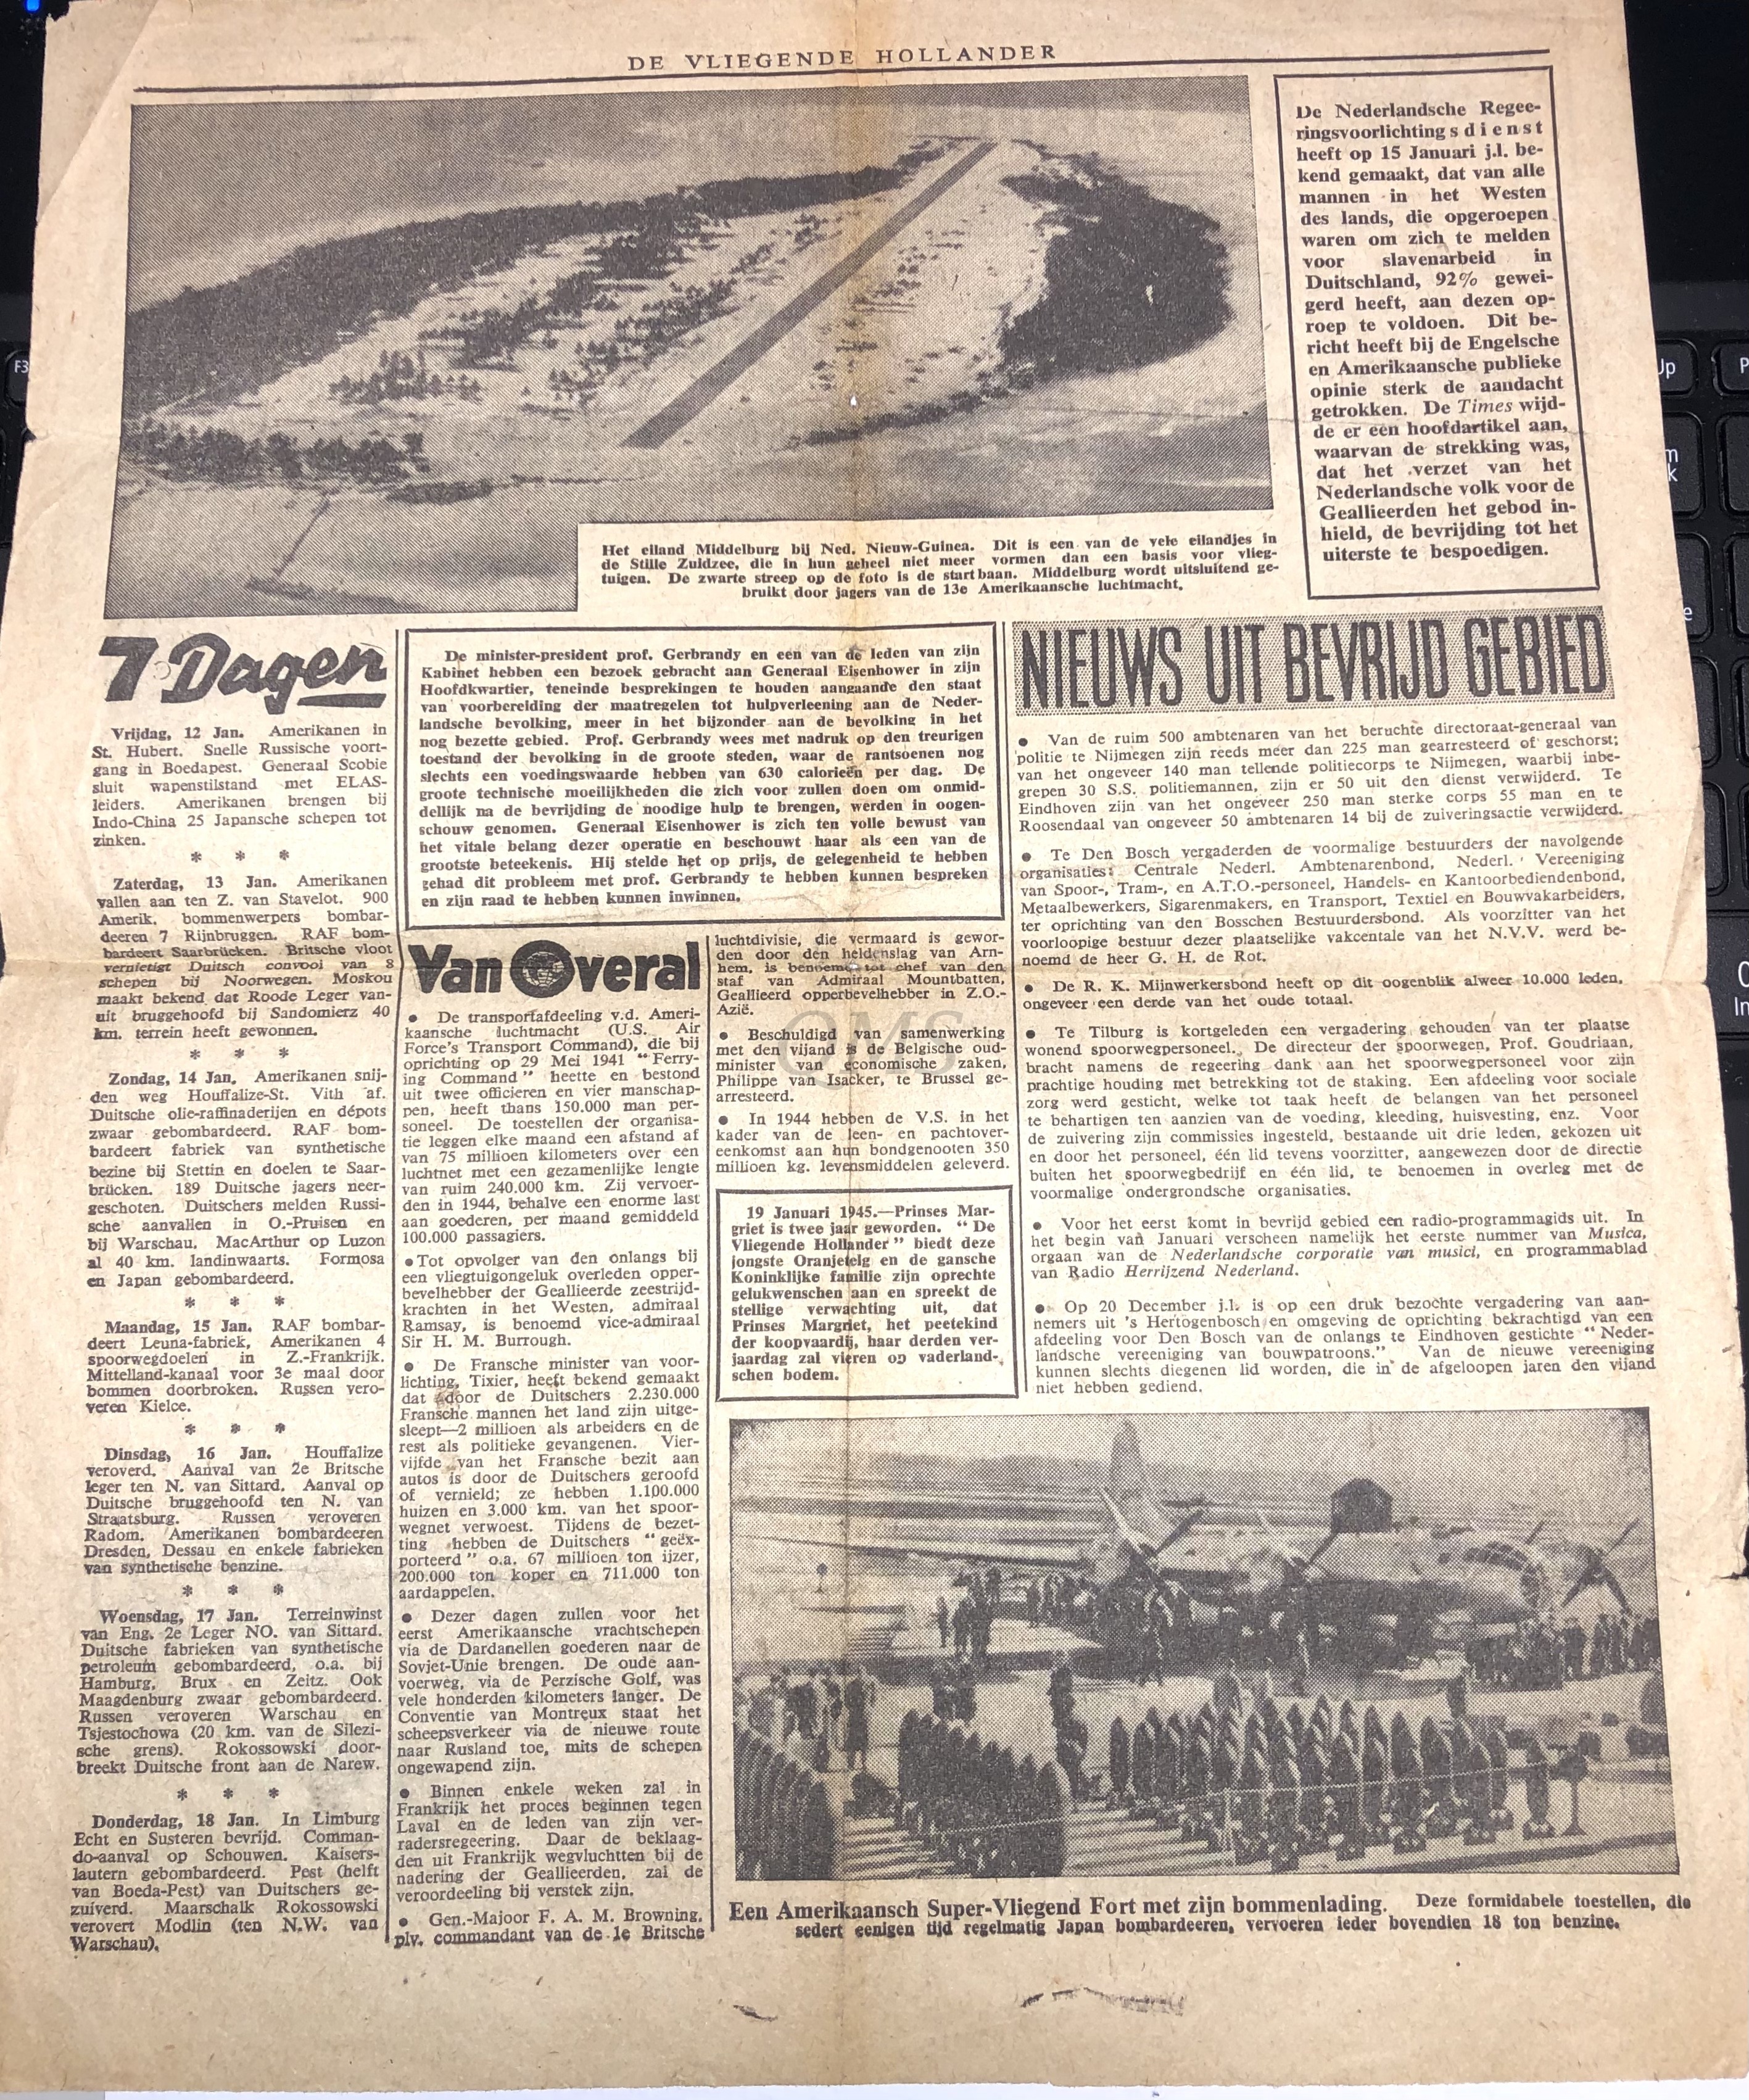 DE VLIEGENDE HOLLANDER
De Nederlandsche Regee-
ringsvoorlichtingsdienst
heeft op 15 Januari j.l. be-
kend gemaakt, dat van alle
mannen in het Westen
des lands, die opgeroepen
waren om zich te melden
voor slavenarbeid in
Duitschland, 92% gewei-
gerd heeft, aan dezen op-
roep te voldoen. Dit be-
richt heeft bij de Engelsche
en Amerikaansche publieke
opinie sterk de aandacht
getrokken. De Times wijd-
de er een hoofdartikel aan,
waarvan de strekking was,
dat het verzet van het
Nederlandsche volk voor de
Geallieerden het gebod in-
hield, de bevrijding tot het
uiterste te bespoedigen.
Het eiland Middelburg bij Ned. Nieuw-Guinea. Dit is een van de vele eilandjes in
de Stille Zuidzee, die in hun geheel niet meer vormen dan een basis voor vlieg-
tuigen. De zwarte streep op de foto is de startbaan. Middelburg wordt uitsluitend ge-
bruikt door jagers van de 13e Amerikaansche luchtmacht.
7 Dagen
Vrijdag, 12 Jan. Amerikanen in
St. Hubert. Snelle Russische voort-
gang in Boedapest. Generaal Scobie
sluit wapenstilstand met ELAS-
leiders. Amerikanen brengen bij
Indo-China 25 Japansche schepen tot
zinken.
* * *
Zaterdag, 13 Jan. Amerikanen
vallen aan ten Z. van Stavelot. 900
Amerik. bommenwerpers bombar-
deeren 7 Rijnbruggen. RAF bom-
bardeert Saarbrücken. Britsche vloot
vernietigt Duitsch convooi van 8
schepen bij Noorwegen. Moskou
maakt bekend dat Roode Leger van-
uit bruggehoofd bij Sandomierz 40
km. terrein heeft gewonnen.
* * *
Zondag, 14 Jan. Amerikanen snij-
den weg Houffalize-St. Vith af.
Duitsche olie-raffinaderijen en dépots
zwaar gebombardeerd. RAF bom-
bardeert fabriek van synthetische
bezine bij Stettin en doelen te Saar-
brücken. 189 Duitsche jagers neer-
geschoten. Duitschers melden Russi-
sche aanvallen in O.-Pruisen en
bij Warschau. MacArthur op Luzon
al 40 km. landinwaarts. Formosa
en Japan gebombardeerd.
* * *
Maandag, 15 Jan. RAF bombar-
deert Leuna-fabriek, Amerikanen 4
spoorwegdoelen in Z.-Frankrijk.
Mittelland-kanaal voor 3e maal door
bommen doorbroken. Russen vero-
veren Kielce.
* * *
Dinsdag, 16 Jan. Houffalize
veroverd. Aanval van 2e Britsche
leger ten N. van Sittard. Aanval op
Duitsche bruggehoofd ten N. van
Straatsburg. Russen veroveren
Radom. Amerikanen bombardeeren
Dresden, Dessau en enkele fabrieken
van synthetische benzine.
* * *
Woensdag, 17 Jan. Terreinwinst
van Eng. 2e Leger NO. van Sittard.
Duitsche fabrieken van synthetische
petroleum gebombardeerd, o.a. bij
Hamburg, Brux en Zeitz. Ook
Maagdenburg zwaar gebombardeerd.
Russen veroveren Warschau en
Tsjestochowa (20 km. van de Silezi-
sche grens). Rokossowski door-
breekt Duitsche front aan de Narew.
* * *
Donderdag, 18 Jan. In Limburg
Echt en Susteren bevrijd. Comman-
do-aanval op Schouwen. Kaisers-
lautern gebombardeerd. Pest (helft
van Boeda-Pest) van Duitschers ge-
zuiverd. Maarschalk Rokossowski
verovert Modlin (ten N.W. van
Warschau).
De minister-president prof. Gerbrandy en een van de leden van zijn
Kabinet hebben een bezoek gebracht aan Generaal Eisenhower in zijn
Hoofdkwartier, teneinde besprekingen te houden aangaande den staat
van voorbereiding der maatregelen tot hulpverleening aan de Neder-
landsche bevolking, meer in het bijzonder aan de bevolking in het
nog bezette gebied. Prof. Gerbrandy wees met nadruk op den treurigen
toestand der bevolking in de groote steden, waar de rantsoenen nog
slechts een voedingswaarde hebben van 630 calorieën per dag. De
groote technische moeilijkheden die zich voor zullen doen om onmid-
dellijk na de bevrijding de noodige hulp te brengen, werden in oogen-
schouw genomen. Generaal Eisenhower is zich ten volle bewust van
het vitale belang dezer operatie en beschouwt haar als een van de
grootste beteekenis. Hij stelde het op prijs, de gelegenheid te hebben
gehad dit probleem met prof. Gerbrandy te hebben kunnen bespreken
en zijn raad te hebben kunnen inwinnen.
Van Overal
● De transportafdeeling v.d. Ameri-
kaansche luchtmacht (U.S. Air
Force's Transport Command), die bij
oprichting op 29 Mei 1941 "Ferry-
ing Command" heette en bestond
uit twee officieren en vier manschap-
pen, heeft thans 150.000 man per-
soneel. De toestellen der organisa-
tie leggen elke maand een afstand af
van 75 millioen kilometers over een
luchtnet met een gezamenlijke lengte
van ruim 240.000 km. Zij vervoer-
den in 1944, behalve een enorme last
aan goederen, per maand gemiddeld
100.000 passagiers.
● Tot opvolger van den onlangs bij
een vliegtuigongeluk overleden opper-
bevelhebber der Geallieerde zeestrijd-
krachten in het Westen, admiraal
Ramsay, is benoemd vice-admiraal
Sir H. M. Burrough.
● De Fransche minister van voor-
lichting, Tixier, heeft bekend gemaakt
dat door de Duitschers 2.230.000
Fransche mannen het land zijn uitge-
sleept—2 millioen als arbeiders en de
rest als politieke gevangenen. Vier-
vijfde van het Fransche bezit aan
autos is door de Duitschers geroofd
of vernield; ze hebben 1.100.000
huizen en 3.000 km. van het spoor-
wegnet verwoest. Tijdens de bezet-
ting hebben de Duitschers "geëx-
porteerd" o.a. 67 millioen ton ijzer,
200.000 ton koper en 711.000 ton
aardappelen.
● Dezer dagen zullen voor het
eerst Amerikaansche vrachtschepen
via de Dardanellen goederen naar de
Sovjet-Unie brengen. De oude aan-
voerweg, via de Perzische Golf, was
vele honderden kilometers langer. De
Conventie van Montreux staat het
scheepsverkeer via de nieuwe route
naar Rusland toe, mits de schepen
ongewapend zijn.
● Binnen enkele weken zal in
Frankrijk het proces beginnen tegen
Laval en de leden van zijn ver-
radersregeering. Daar de beklaag-
den uit Frankrijk wegvluchtten bij de
nadering der Geallieerden, zal de
veroordeeling bij verstek zijn.
● Gen.-Majoor F. A. M. Browning,
plv. commandant van de 1e Britsche
luchtdivisie, die vermaard is gewor-
den door den heldenslag van Arn-
hem, is benoemd tot chef van den
staf van Admiraal Mountbatten,
Geallieerd opperbevelhebber in Z.O.-
Azië.
● Beschuldigd van samenwerking
met den vijand is de Belgische oud-
minister van economische zaken,
Philippe van Isacker, te Brussel ge-
arresteerd.
● In 1944 hebben de V.S. in het
kader van de leen- en pachtover-
eenkomst aan hun bondgenooten 350
millioen kg. levensmiddelen geleverd.
19 Januari 1945.—Prinses Mar-
griet is twee jaar geworden. "De
Vliegende Hollander" biedt deze
jongste Oranjetelg en de gansche
Koninklijke familie zijn oprechte
gelukwenschen aan en spreekt de
stellige verwachting uit, dat
Prinses Margriet, het peetekind
der koopvaardij, haar derden ver-
jaardag zal vieren op vaderland-
schen bodem.
NIEUWS UIT BEVRIJD GEBIED
● Van de ruim 500 ambtenaren van het beruchte directoraat-generaal van
politie te Nijmegen zijn reeds meer dan 225 man gearresteerd of geschorst;
van het ongeveer 140 man tellende politiecorps te Nijmegen, waarbij inbe-
grepen 30 S.S. politiemannen, zijn er 50 uit den dienst verwijderd. Te
Eindhoven zijn van het ongeveer 250 man sterke corps 55 man en te
Roosendaal van ongeveer 50 ambtenaren 14 bij de zuiveringsactie verwijderd.
● Te Den Bosch vergaderden de voormalige bestuurders der navolgende
organisaties: Centrale Nederl. Ambtenarenbond, Nederl. Vereeniging
van Spoor-, Tram-, en A.T.O.-personeel, Handels- en Kantoorbediendenbond,
Metaalbewerkers, Sigarenmakers, en Transport, Textiel en Bouwvakarbeiders,
ter oprichting van den Bosschen Bestuurdersbond. Als voorzitter van het
voorloopige bestuur dezer plaatselijke vakcentale van het N.V.V. werd be-
noemd de heer G. H. de Rot.
● De R. K. Mijnwerkersbond heeft op dit oogenblik alweer 10.000 leden,
ongeveer een derde van het oude totaal.
● Te Tilburg is kortgeleden een vergadering gehouden van ter plaatse
wonend spoorwegpersoneel. De directeur der spoorwegen, Prof. Goudriaan,
bracht namens de regeering dank aan het spoorwegpersoneel voor zijn
prachtige houding met betrekking tot de staking. Een afdeeling voor sociale
zorg werd gesticht, welke tot taak heeft de belangen van het personeel
te behartigen ten aanzien van de voeding, kleeding, huisvesting, enz. Voor
de zuivering zijn commissies ingesteld, bestaande uit drie leden, gekozen uit
en door het personeel, één lid tevens voorzitter, aangewezen door de directie
buiten het spoorwegbedrijf en één lid, te benoemen in overleg met de
voormalige ondergrondsche organisaties.
● Voor het eerst komt in bevrijd gebied een radio-programmagids uit. In
het begin van Januari verscheen namelijk het eerste nummer van Musica,
orgaan van de Nederlandsche corporatie van musici, en programmablad
van Radio Herrijzend Nederland.
● Op 20 December j.l. is op een druk bezochte vergadering van aan-
nemers uit 's Hertogenbosch en omgeving de oprichting bekrachtigd van een
afdeeling voor Den Bosch van de onlangs te Eindhoven gestichte "Neder-
landsche vereeniging van bouwpatroons." Van de nieuwe vereeniging
kunnen slechts diegenen lid worden, die in de afgeloopen jaren den vijand
niet hebben gediend.
Een Amerikaansch Super-Vliegend Fort met zijn bommenlading. Deze formidabele toestellen, die
sedert eenigen tijd regelmatig Japan bombardeeren, vervoeren ieder bovendien 18 ton benzine.
QMS
F3
Up